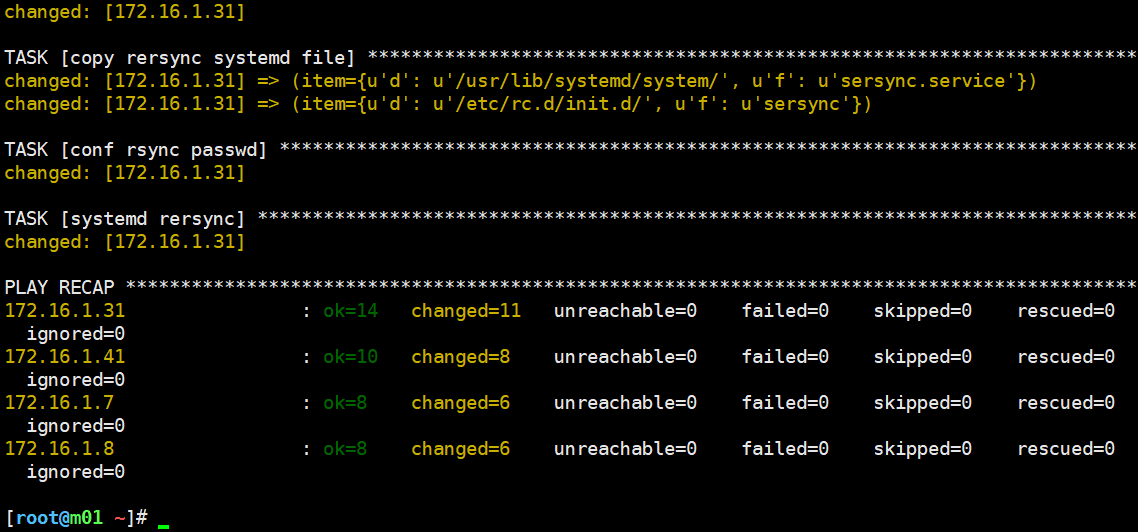 changed: [172.16.1.31]
TASK [copy rersync systemd file] **********************************************************************
changed: [172.16.1.31] => (item={u'd': u'/usr/lib/systemd/system/', u'f': u'sersync.service'})
changed: [172.16.1.31] => (item={u'd': u'/etc/rc.d/init.d/', u'f': u'sersync'})
TASK [conf rsync passwd] ******************************************************************************
changed: [172.16.1.31]
TASK [systemd rersync] ********************************************************************************
changed: [172.16.1.31]
PLAY RECAP ********************************************************************************************
172.16.1.31                : ok=14   changed=11   unreachable=0    failed=0    skipped=0    rescued=0
  ignored=0
172.16.1.41                : ok=10   changed=8    unreachable=0    failed=0    skipped=0    rescued=0
  ignored=0
172.16.1.7                 : ok=8    changed=6    unreachable=0    failed=0    skipped=0    rescued=0
  ignored=0
172.16.1.8                 : ok=8    changed=6    unreachable=0    failed=0    skipped=0    rescued=0
  ignored=0
[root@m01 ~]#